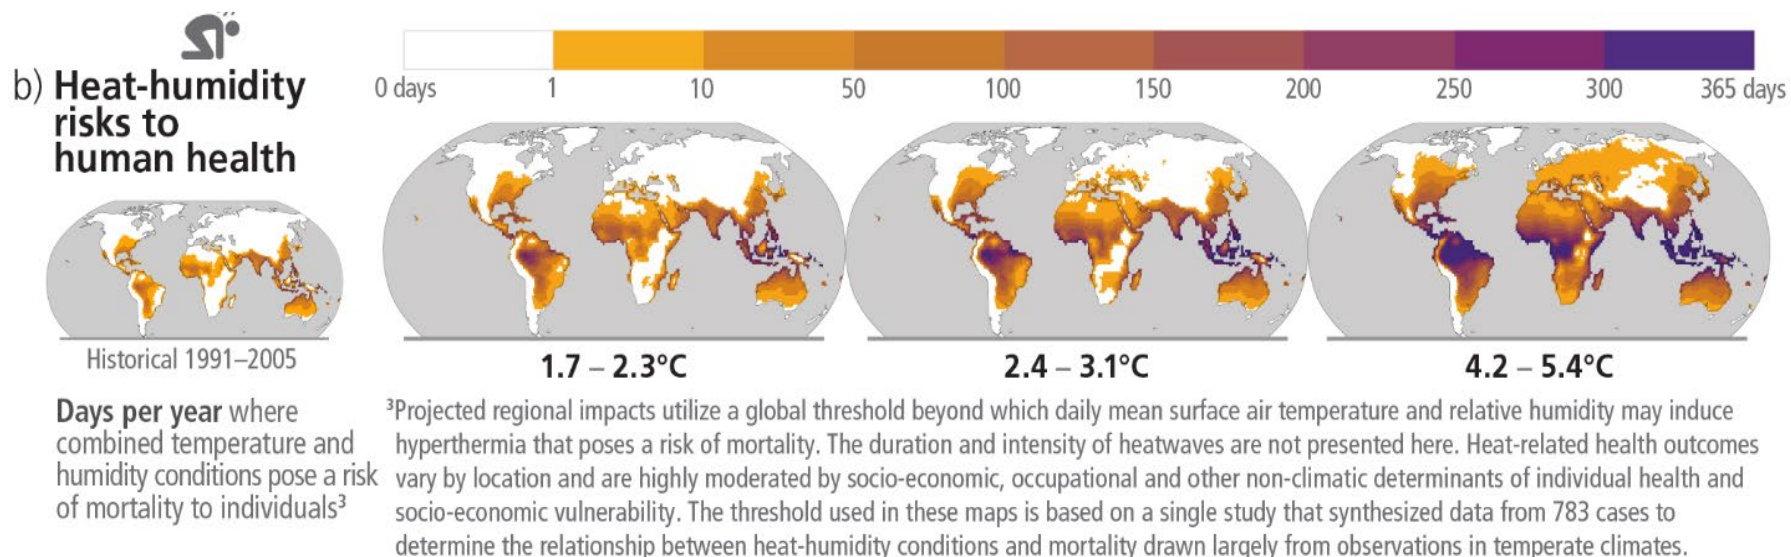 b) Heat-humidity
risks to
human health
0 days 1 10 50 100 150 200 250 300 365 days
Historical 1991–2005
1.7 – 2.3°C
2.4 – 3.1°C
4.2 – 5.4°C
Days per year where
combined temperature and
humidity conditions pose a risk
of mortality to individuals³
³Projected regional impacts utilize a global threshold beyond which daily mean surface air temperature and relative humidity may induce
hyperthermia that poses a risk of mortality. The duration and intensity of heatwaves are not presented here. Heat-related health outcomes
vary by location and are highly moderated by socio-economic, occupational and other non-climatic determinants of individual health and
socio-economic vulnerability. The threshold used in these maps is based on a single study that synthesized data from 783 cases to
determine the relationship between heat-humidity conditions and mortality drawn largely from observations in temperate climates.